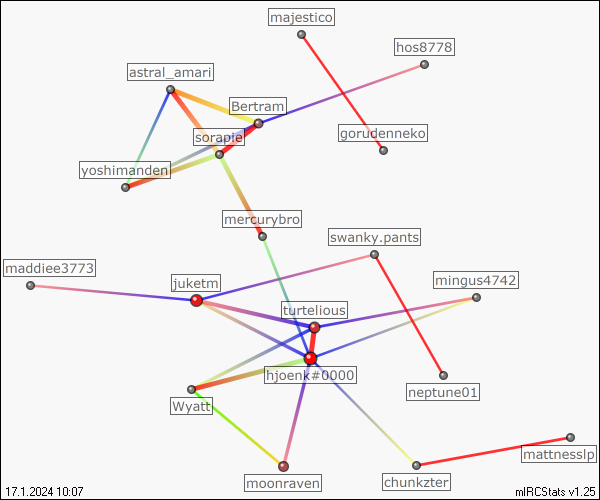 majestico
hos8778
astral_amari
Bertram
gorudenneko
sorapie
yoshimanden
mercurybro
swanky.pants
maddiee3773
mingus4742
juketm
turtelious
hjoenk#0000
neptune01
Wyatt
mattnesslp
moonraven
chunkzter
17.1.2024 10:07
mIRCStats v1.25